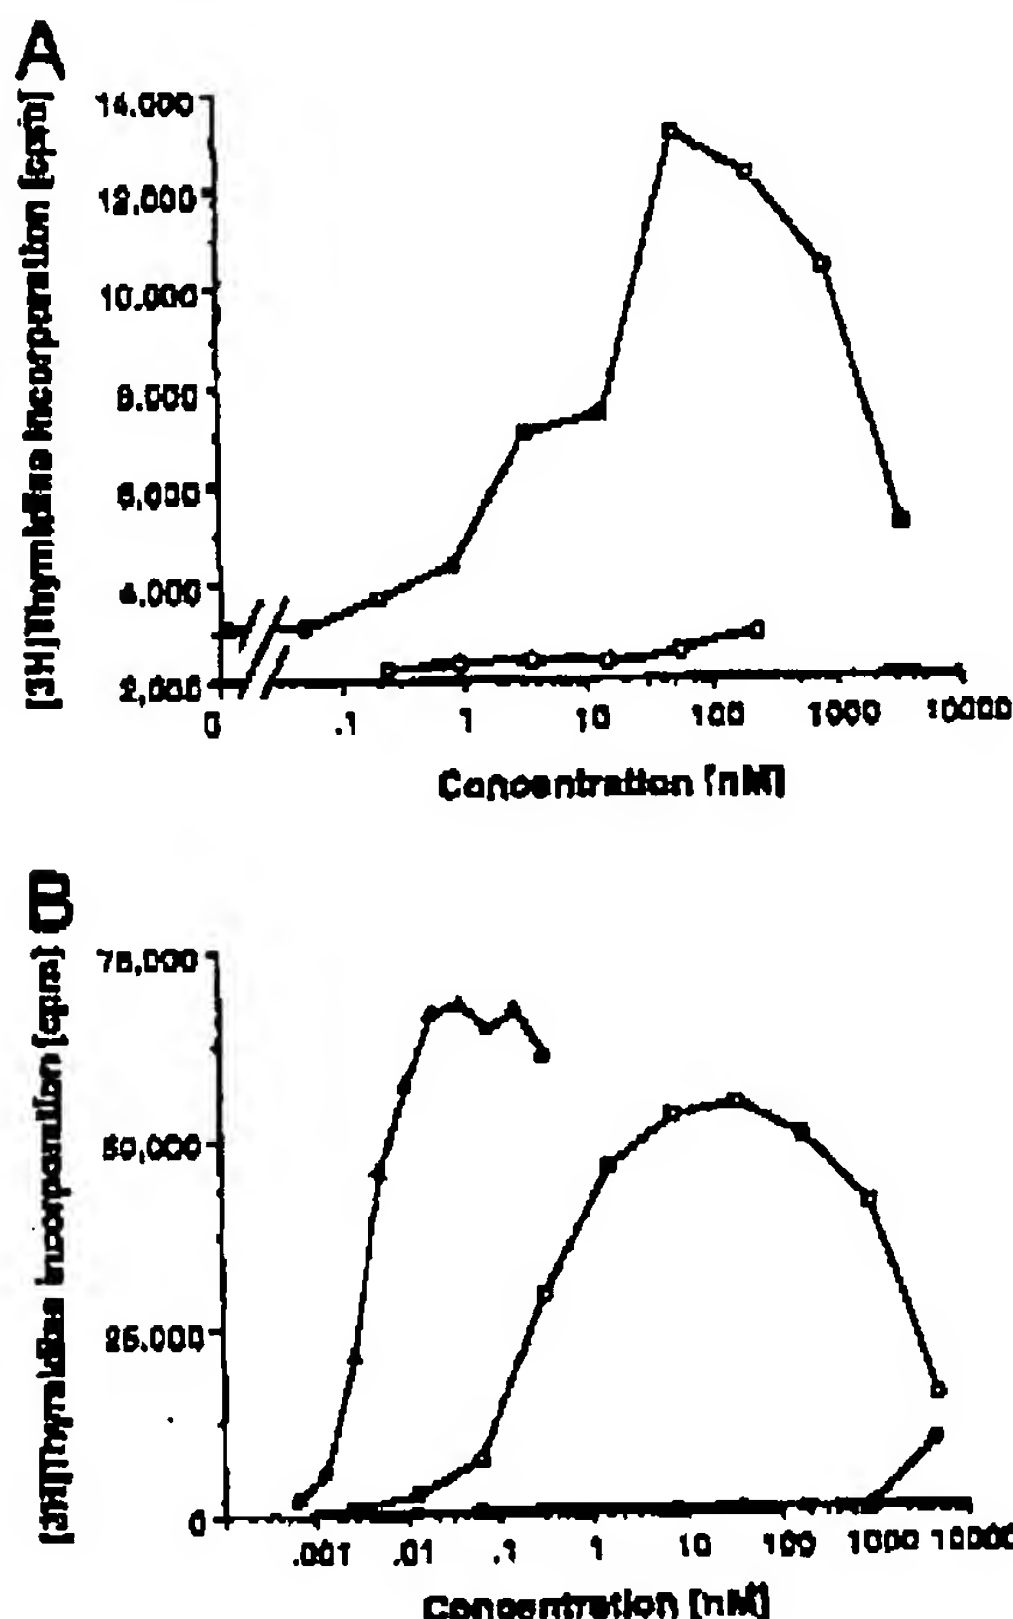 A
[3H]Thymidine incorporation [cpm]
14,000
12,000
10,000
8,000
6,000
4,000
2,000
0 .1 1 10 100 1000 10000
Concentration [nM]
B
[3H]Thymidine incorporation [cpm]
75,000
50,000
25,000
0
.001 .01 .1 1 10 100 1000 10000
Concentration [nM]